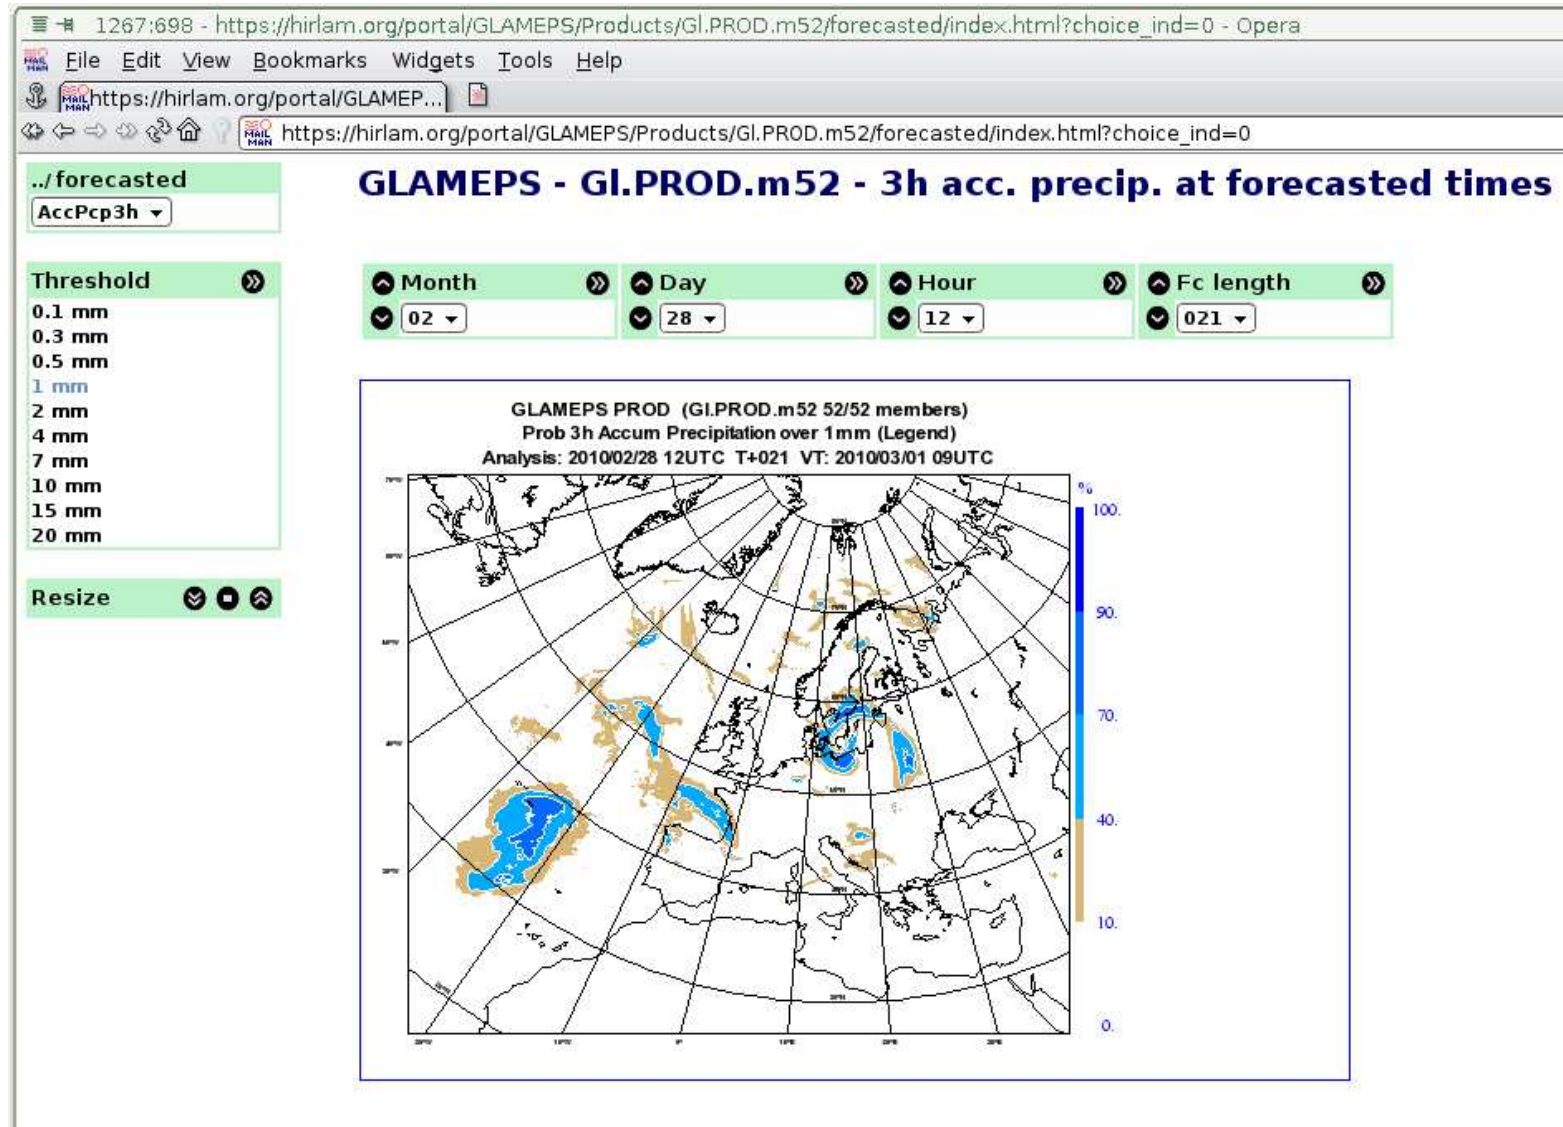 1267:698 - https://hirlam.org/portal/GLAMEPS/Products/Gl.PROD.m52/forecasted/index.html?choice_ind=0 - Opera
File Edit View Bookmarks Widgets Tools Help
https://hirlam.org/portal/GLAMEP...
https://hirlam.org/portal/GLAMEPS/Products/Gl.PROD.m52/forecasted/index.html?choice_ind=0
../forecasted
AccPcp3h
GLAMEPS - Gl.PROD.m52 - 3h acc. precip. at forecasted times
Threshold
0.1 mm
0.3 mm
0.5 mm
1 mm
2 mm
4 mm
7 mm
10 mm
15 mm
20 mm
Resize
Month Day Hour Fc length
02 28 12 021
GLAMEPS PROD (Gl.PROD.m52 52/52 members)
Prob 3h Accum Precipitation over 1mm (Legend)
Analysis: 2010/02/28 12UTC T+021 VT: 2010/03/01 09UTC
%
100.
90.
70.
40.
10.
0.